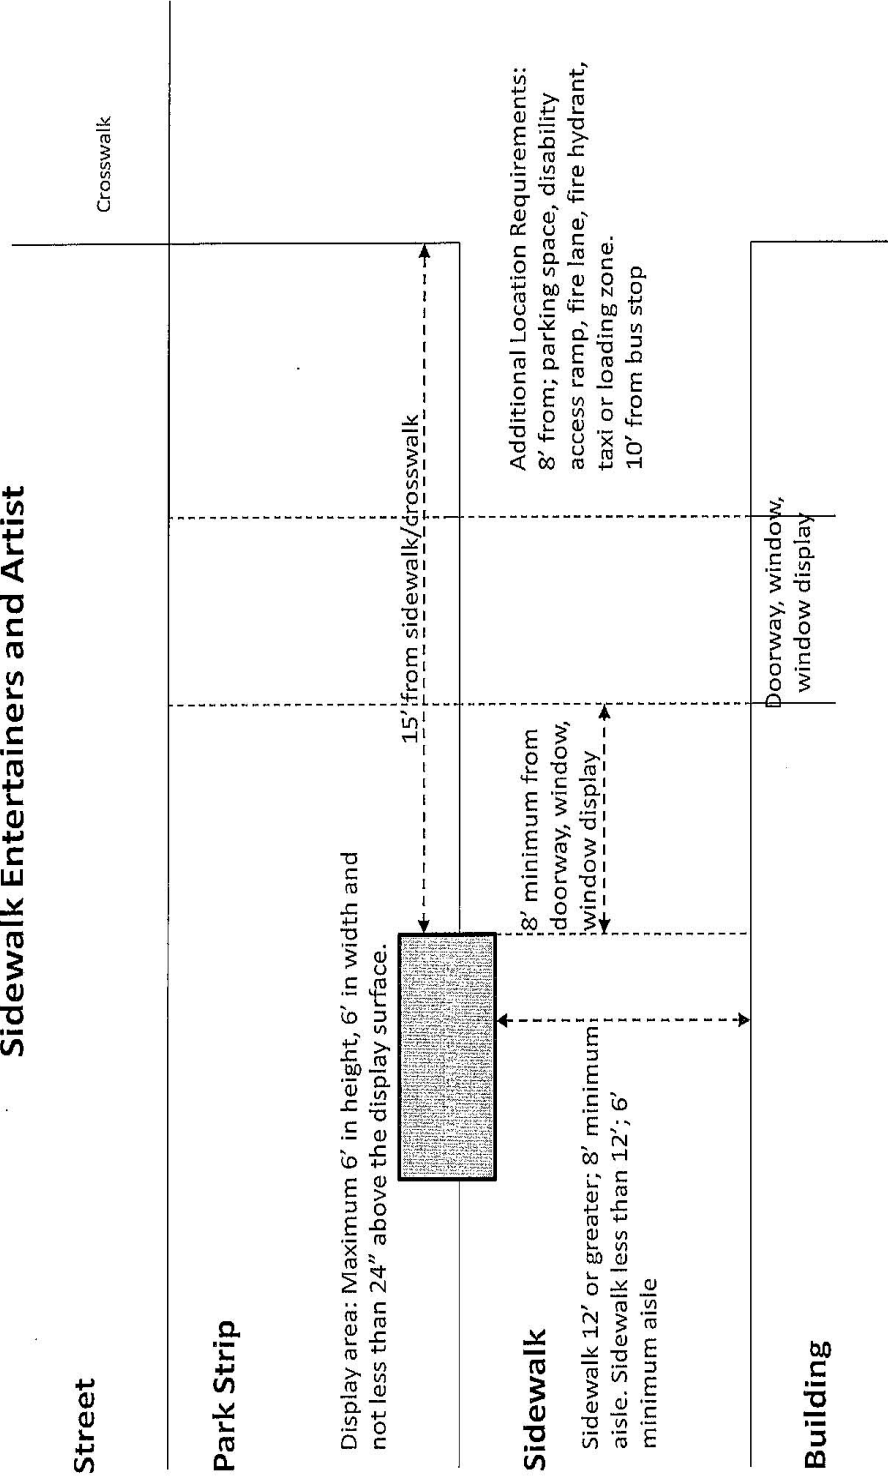 Sidewalk Entertainers and Artist
Street
Crosswalk
Park Strip
Display area: Maximum 6’ in height, 6’ in width and
not less than 24” above the display surface.
15’ from sidewalk/crosswalk
Sidewalk
8’ minimum from
doorway, window,
window display
Additional Location Requirements:
8’ from; parking space, disability
access ramp, fire lane, fire hydrant,
taxi or loading zone.
10’ from bus stop
Sidewalk 12’ or greater; 8’ minimum
aisle. Sidewalk less than 12’; 6’
minimum aisle
Building
Doorway, window,
window display